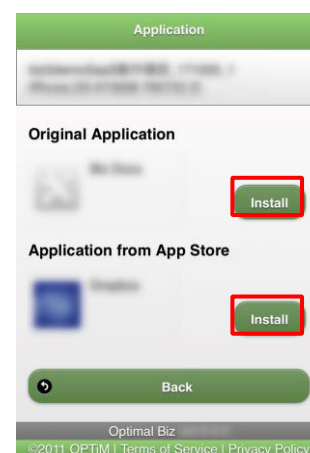 Application
Original Application
Install
Application from App Store
Install
Back
Optimal Biz
©2011 OPTiM | Terms of Service | Privacy Policy